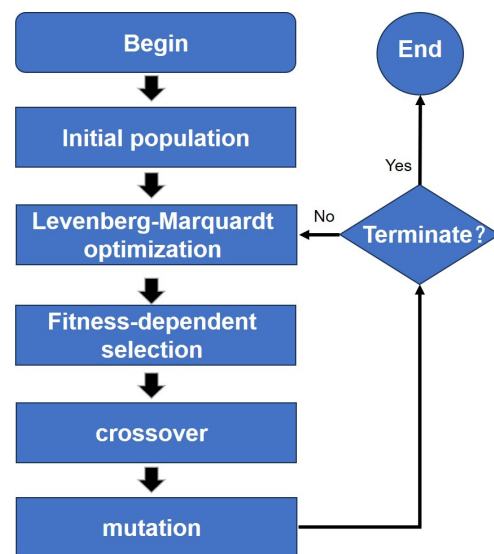 Begin
Initial population
Levenberg-Marquardt
optimization
Fitness-dependent
selection
crossover
mutation
End
Yes
No
Terminate?